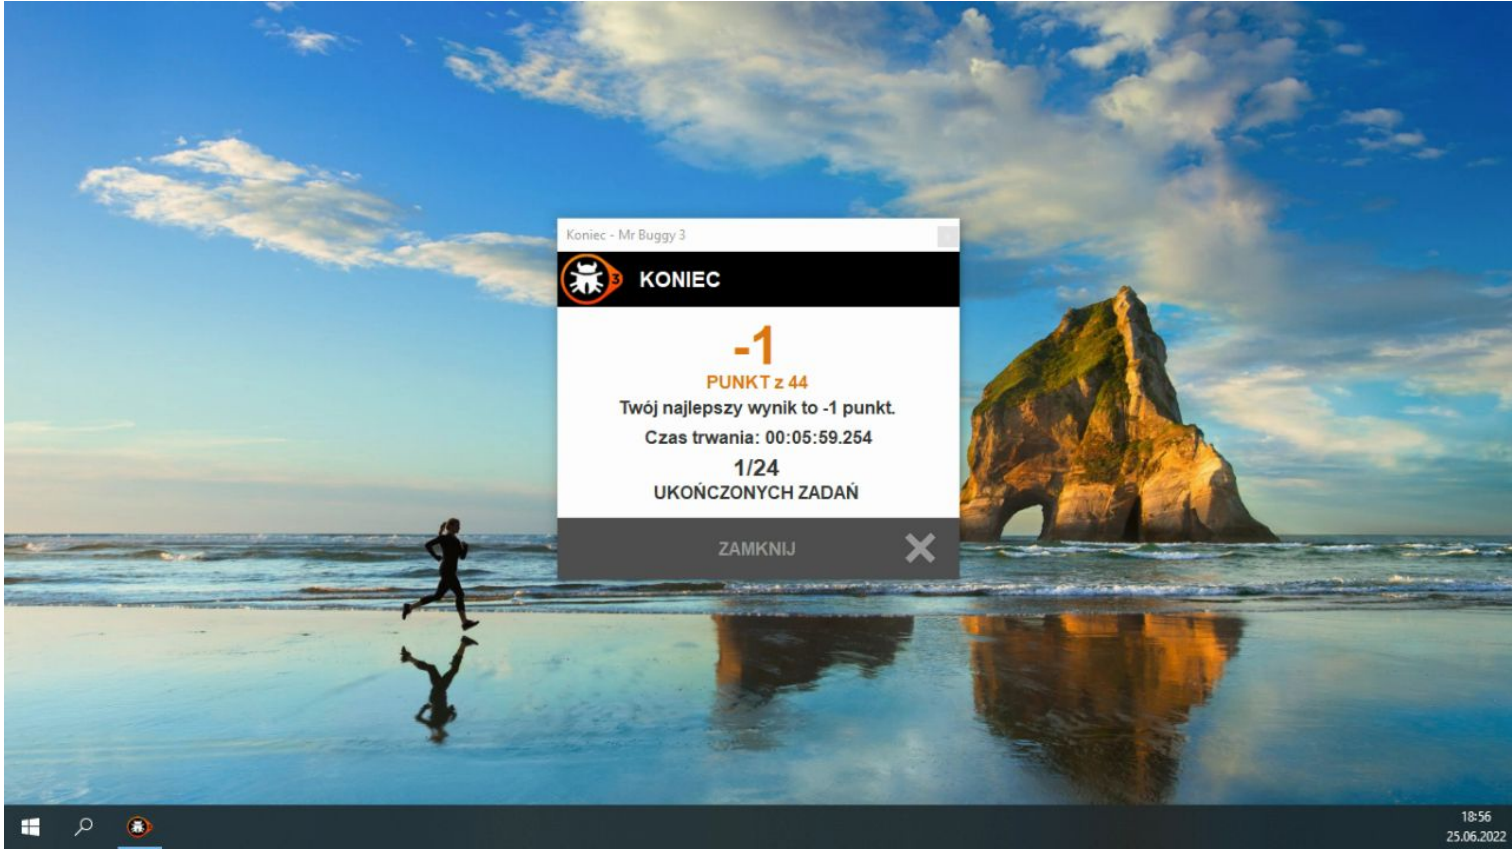 Koniec - Mr Buggy 3
3
KONIEC
-1
PUNKT z 44
Twój najlepszy wynik to -1 punkt.
Czas trwania: 00:05:59.254
1/24
UKOŃCZONYCH ZADAŃ
ZAMKNIJ
18:56
25.06.2022